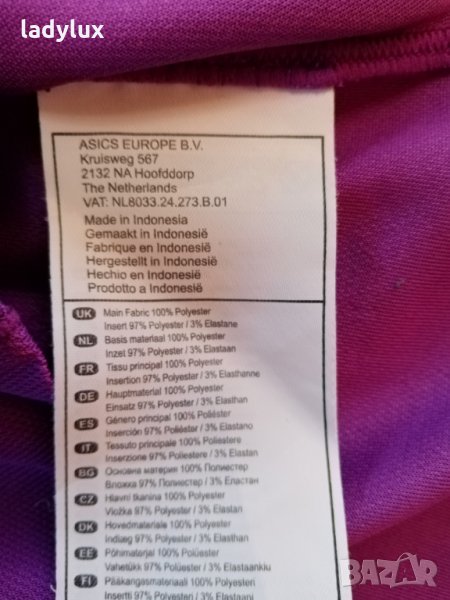 ladylux
ASICS EUROPE B.V.
Kruisweg 567
2132 NA Hoofddorp
The Netherlands
VAT: NL8033.24.273.B.01
Made in Indonesia
Gemaakt in Indonesië
Fabrique en Indonesië
Hergestellt in Indonesië
Hechio en Indonesië
Prodotto a Indonesië
UK Main Fabric 100% Polyester
Insert 97% Polyester / 3% Elastane
NL Basis materiaal 100% Polyester
Inzet 97% Polyester / 3% Elastaan
FR Tissu principal 100% Polyester
Insertion 97% Polyester / 3% Elasthanne
DE Hauptmaterial 100% Polyester
Einsatz 97% Polyester / 3% Elasthan
ES Género principal 100% Poliéster
Inserción 97% Polyester / 3% Elastano
IT Tessuto principale 100% Poliestere
Inserzione 97% Polyester / 3% Elastan
BG Основна материя 100% Полиестер
Вложка 97% Полиестер / 3% Еластан
CZ Hlavní tkanina 100% Polyester
Vložka 97% Polyester / 3% Elastan
DK Hovedmateriale 100% Polyester
Indlæg 97% Polyester / 3% Elastan
EE Põhimaterjal 100% Polüester
Vahetükk 97% Polüester / 3% Elastaankiu
FI Pääkangasmateriaali 100% Polyesteri
Insertti 97% Polyesteri / 3% Elastaani
BAZAR